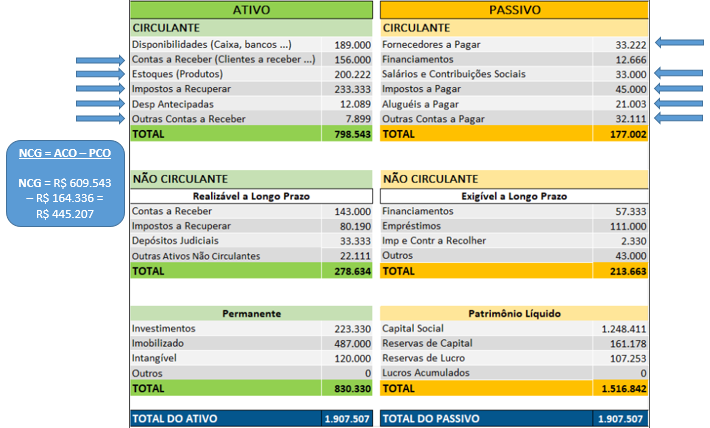 ATIVO PASSIVO
CIRCULANTE CIRCULANTE
Disponibilidades (Caixa, bancos ...) 189.000 Fornecedores a Pagar 33.222
Contas a Receber (Clientes a receber ...) 156.000 Financiamentos 12.666
Estoques (Produtos) 200.222 Salários e Contribuições Sociais 33.000
Impostos a Recuperar 233.333 Impostos a Pagar 45.000
Desp Antecipadas 12.089 Aluguéis a Pagar 21.003
Outras Contas a Receber 7.899 Outras Contas a Pagar 32.111
TOTAL 798.543 TOTAL 177.002
NCG = ACO – PCO
NCG = R$ 609.543
– R$ 164.336 =
R$ 445.207
NÃO CIRCULANTE NÃO CIRCULANTE
Realizável a Longo Prazo Exigível a Longo Prazo
Contas a Receber 143.000 Financiamentos 57.333
Impostos a Recuperar 80.190 Empréstimos 111.000
Depósitos Judiciais 33.333 Imp e Contr a Recolher 2.330
Outras Ativos Não Circulantes 22.111 Outros 43.000
TOTAL 278.634 TOTAL 213.663
Permanente Patrimônio Líquido
Investimentos 223.330 Capital Social 1.248.411
Imobilizado 487.000 Reservas de Capital 161.178
Intangível 120.000 Reservas de Lucro 107.253
Outros 0 Lucros Acumulados 0
TOTAL 830.330 TOTAL 1.516.842
TOTAL DO ATIVO 1.907.507 TOTAL DO PASSIVO 1.907.507